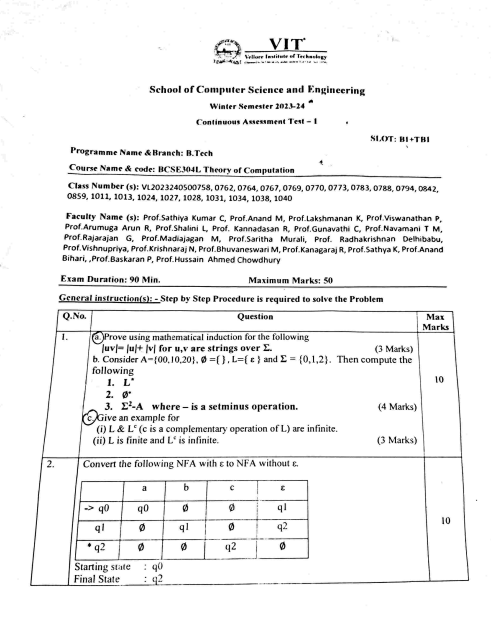 VIT
Vellore Institute of Technology
School of Computer Science and Engineering
Winter Semester 2023-24
Continuous Assessment Test – I
SLOT: B1+TB1
Programme Name &Branch: B.Tech
Course Name & code: BCSE304L Theory of Computation
Class Number (s): VL2023240500758, 0762, 0764, 0767, 0769, 0770, 0773, 0783, 0788, 0794, 0842,
0859, 1011, 1013, 1024, 1027, 1028, 1031, 1034, 1038, 1040
Faculty Name (s): Prof.Sathiya Kumar C, Prof.Anand M, Prof.Lakshmanan K, Prof.Viswanathan P,
Prof.Arumuga Arun R, Prof.Shalini L, Prof. Kannadasan R, Prof.Gunavathi C, Prof.Navamani T M,
Prof.Rajarajan G, Prof.Madiajagan M, Prof.Saritha Murali, Prof. Radhakrishnan Delhibabu,
Prof.Vishnupriya, Prof.Krishnaraj N, Prof.Bhuvaneswari M, Prof.Kanagaraj R, Prof.Sathya K, Prof.Anand
Bihari, ,Prof.Baskaran P, Prof.Hussain Ahmed Chowdhury
Exam Duration: 90 Min. Maximum Marks: 50
General instruction(s): - Step by Step Procedure is required to solve the Problem
Q.No. Question Max Marks
1. a. Prove using mathematical induction for the following
|uv|= |u|+ |v| for u,v are strings over Σ. (3 Marks)
b. Consider A={00,10,20}, Ø ={ }, L={ ε } and Σ = {0,1,2}. Then compute the
following
1. L*
10
2. Ø*
3. Σ²-A where – is a setminus operation. (4 Marks)
c. Give an example for
(i) L & Lᶜ (c is a complementary operation of L) are infinite.
(ii) L is finite and Lᶜ is infinite. (3 Marks)
2. Convert the following NFA with ε to NFA without ε.
a b c ε
-> q0 q0 Ø Ø q1
q1 Ø q1 Ø q2
10
* q2 Ø Ø q2 Ø
Starting state : q0
Final State : q2